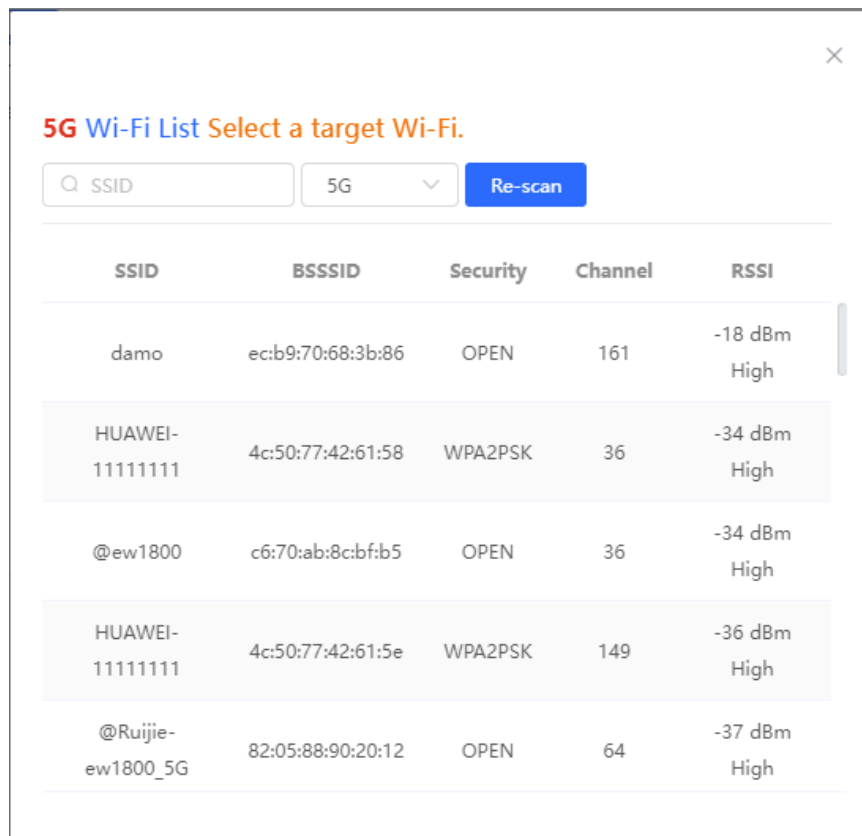 5G Wi-Fi List Select a target Wi-Fi.
SSID 5G Re-scan
SSID BSSSID Security Channel RSSI
damo ec:b9:70:68:3b:86 OPEN 161 -18 dBm High
HUAWEI-11111111 4c:50:77:42:61:58 WPA2PSK 36 -34 dBm High
@ew1800 c6:70:ab:8c:bf:b5 OPEN 36 -34 dBm High
HUAWEI-11111111 4c:50:77:42:61:5e WPA2PSK 149 -36 dBm High
@Ruijie-ew1800_5G 82:05:88:90:20:12 OPEN 64 -37 dBm High